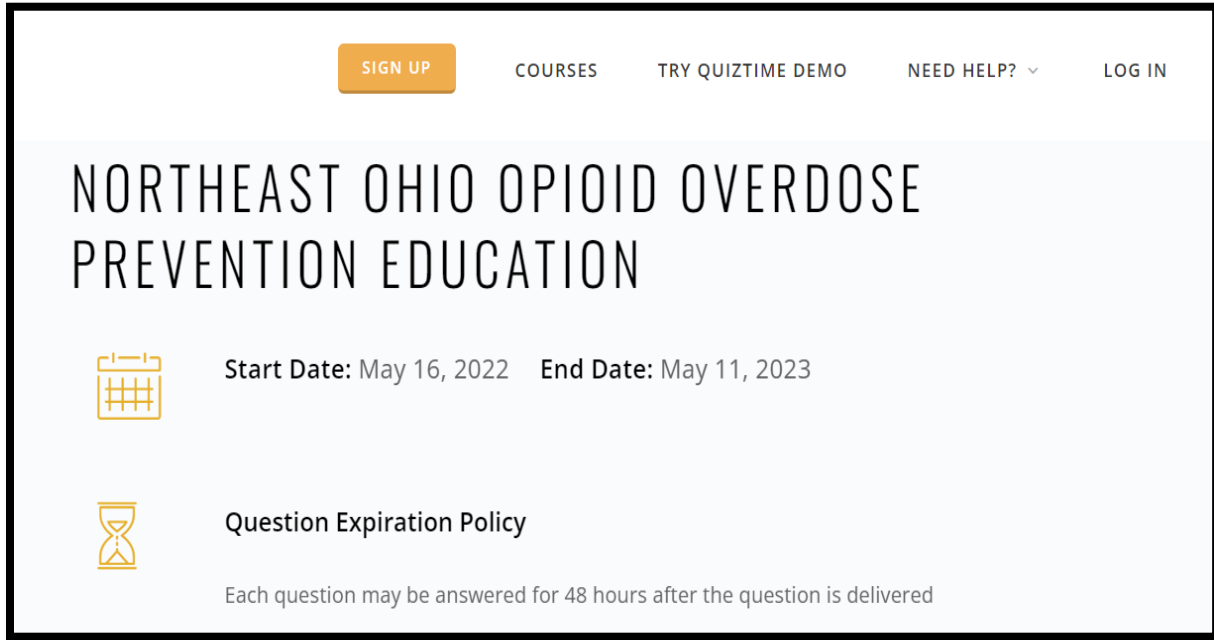 SIGN UP COURSES TRY QUIZTIME DEMO NEED HELP? LOG IN
NORTHEAST OHIO OPIOID OVERDOSE
PREVENTION EDUCATION
Start Date: May 16, 2022 End Date: May 11, 2023
Question Expiration Policy
Each question may be answered for 48 hours after the question is delivered